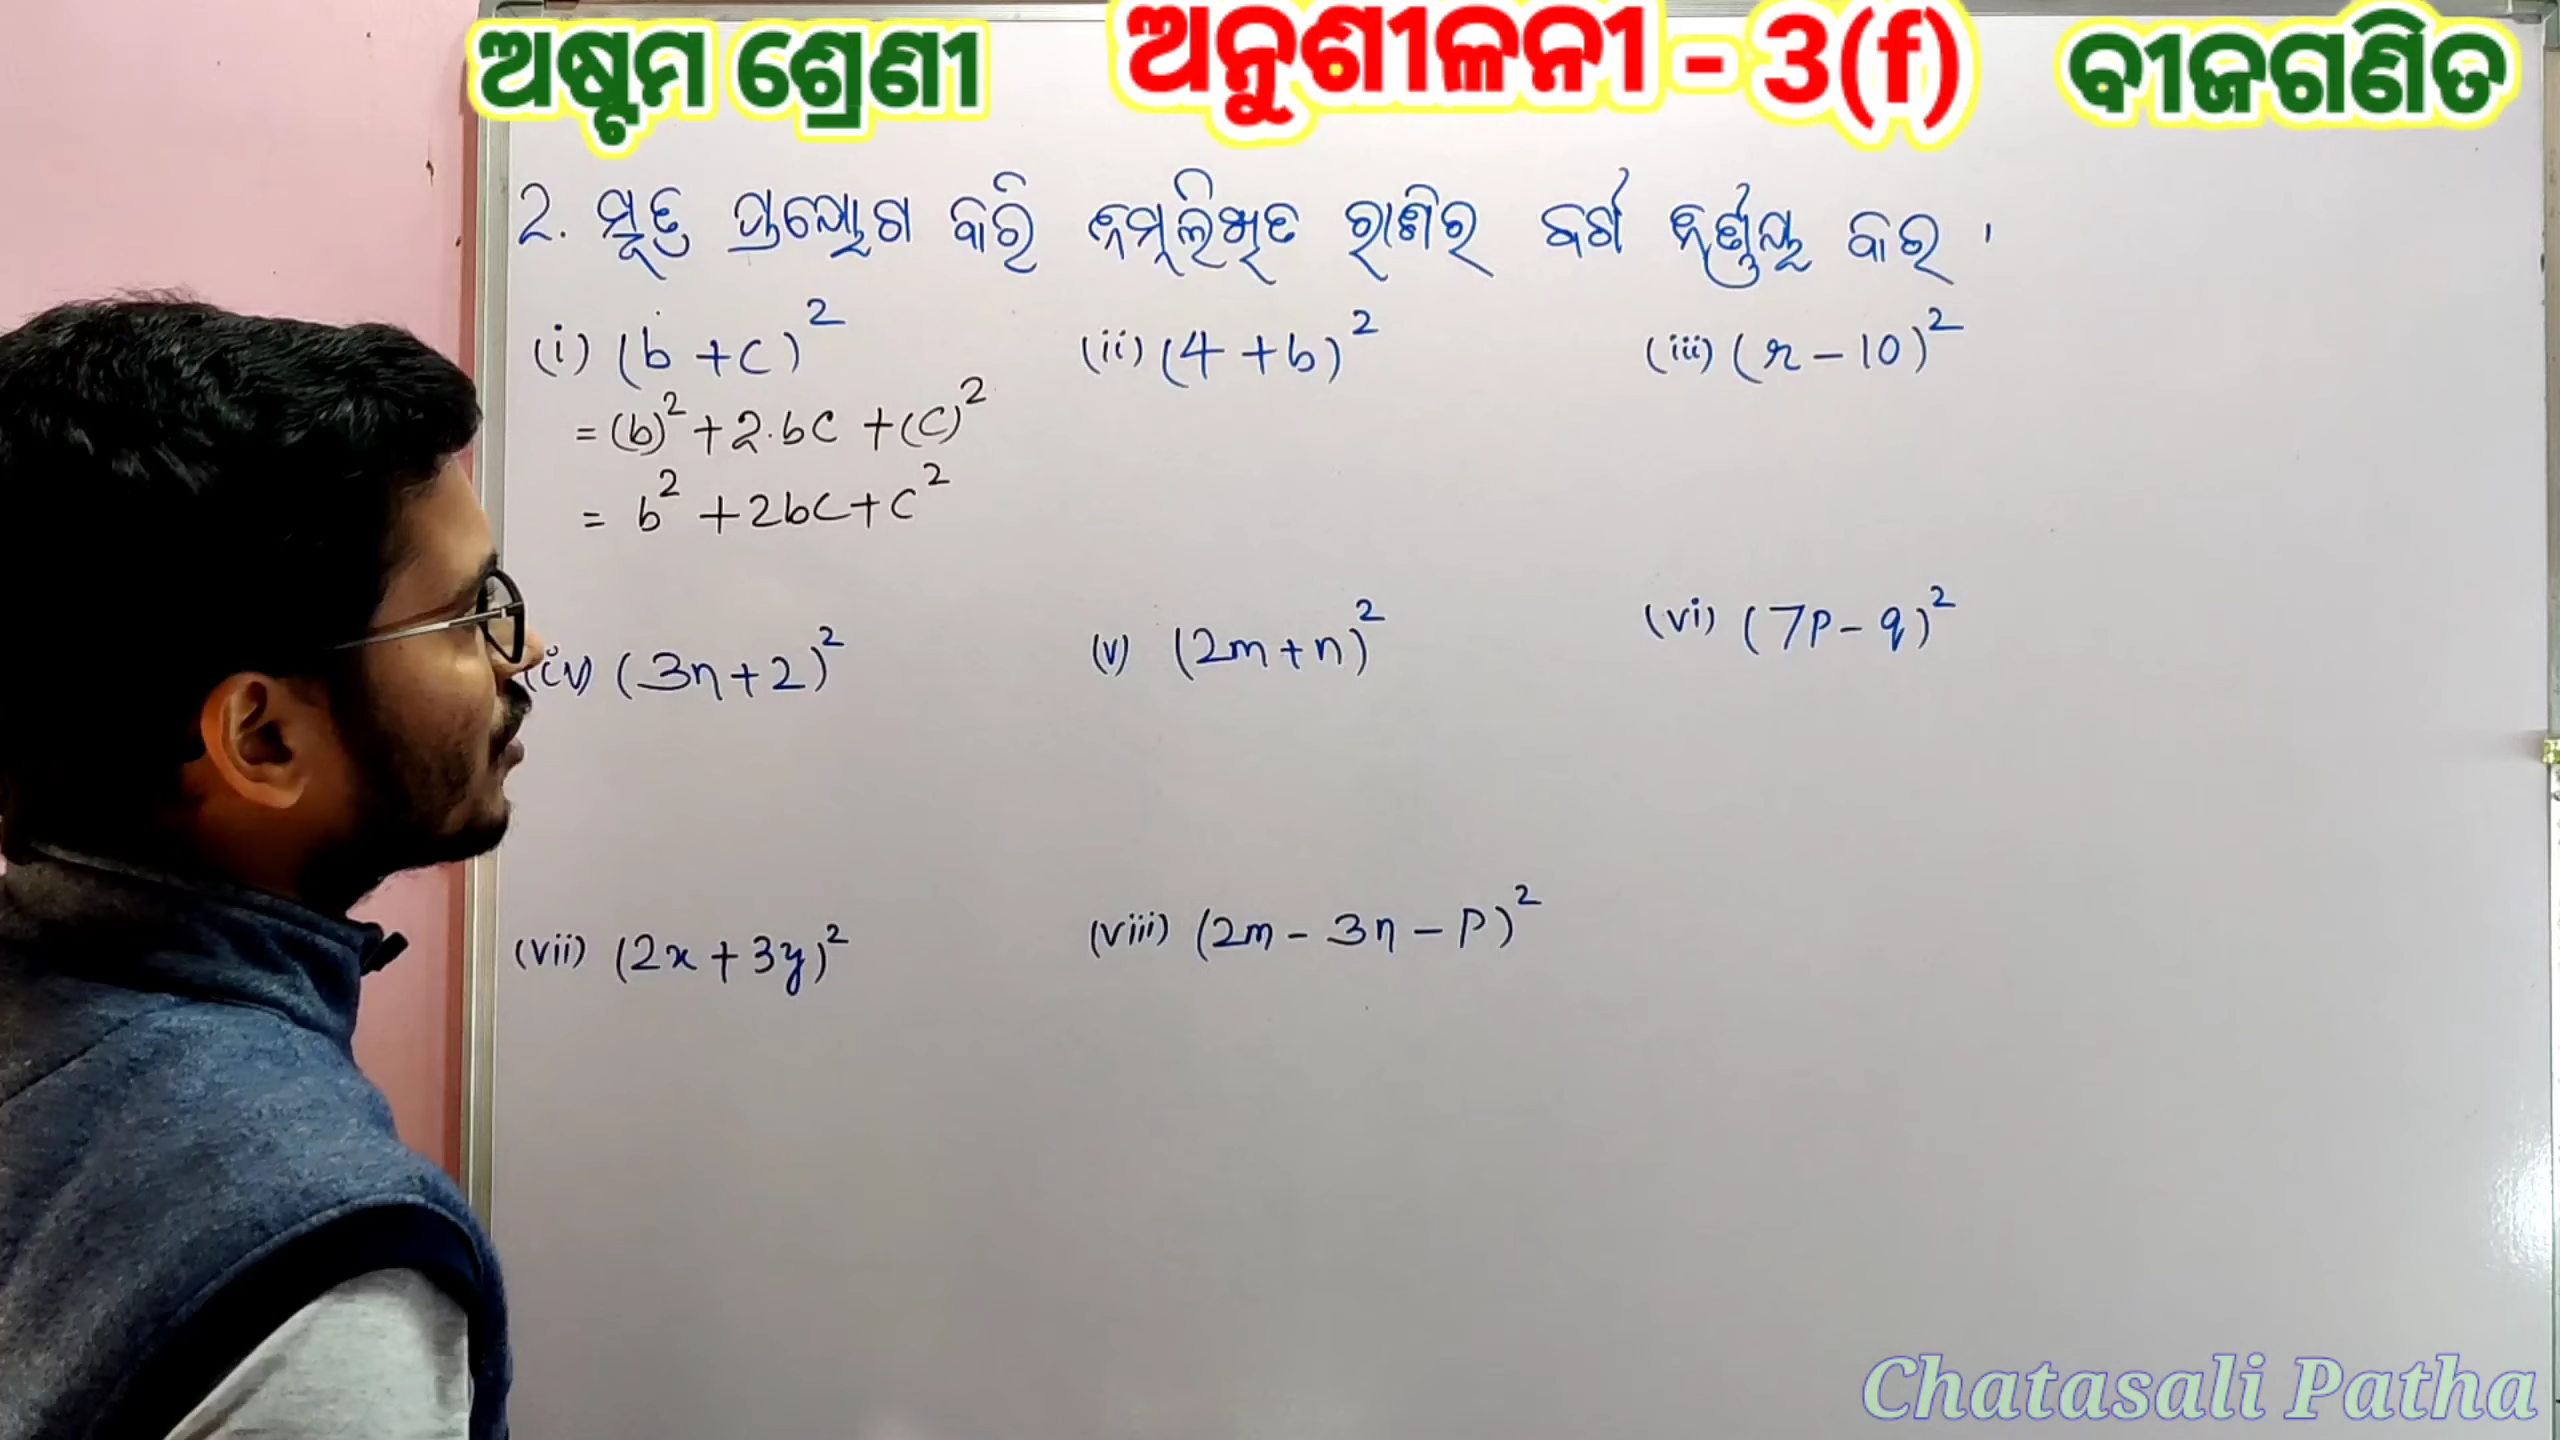 ଅଷ୍ଟମ ଶ୍ରେଣୀ ଅନୁଶୀଳନୀ - 3(f) ବୀଜଗଣିତ
2. ସୂତ୍ର ପ୍ରୟୋଗ କରି ନିମ୍ନଲିଖିତ ରାଶିର ବର୍ଗ ନିର୍ଣ୍ଣୟ କର ।
(i) (b + c)² (ii) (4 + b)² (iii) (r - 10)²
= (b)² + 2.bc + (c)²
= b² + 2bc + c²
(iv) (3n + 2)² (v) (2m + n)² (vi) (7p - q)²
(vii) (2x + 3y)² (viii) (2m - 3n - p)²
Chatasali Patha